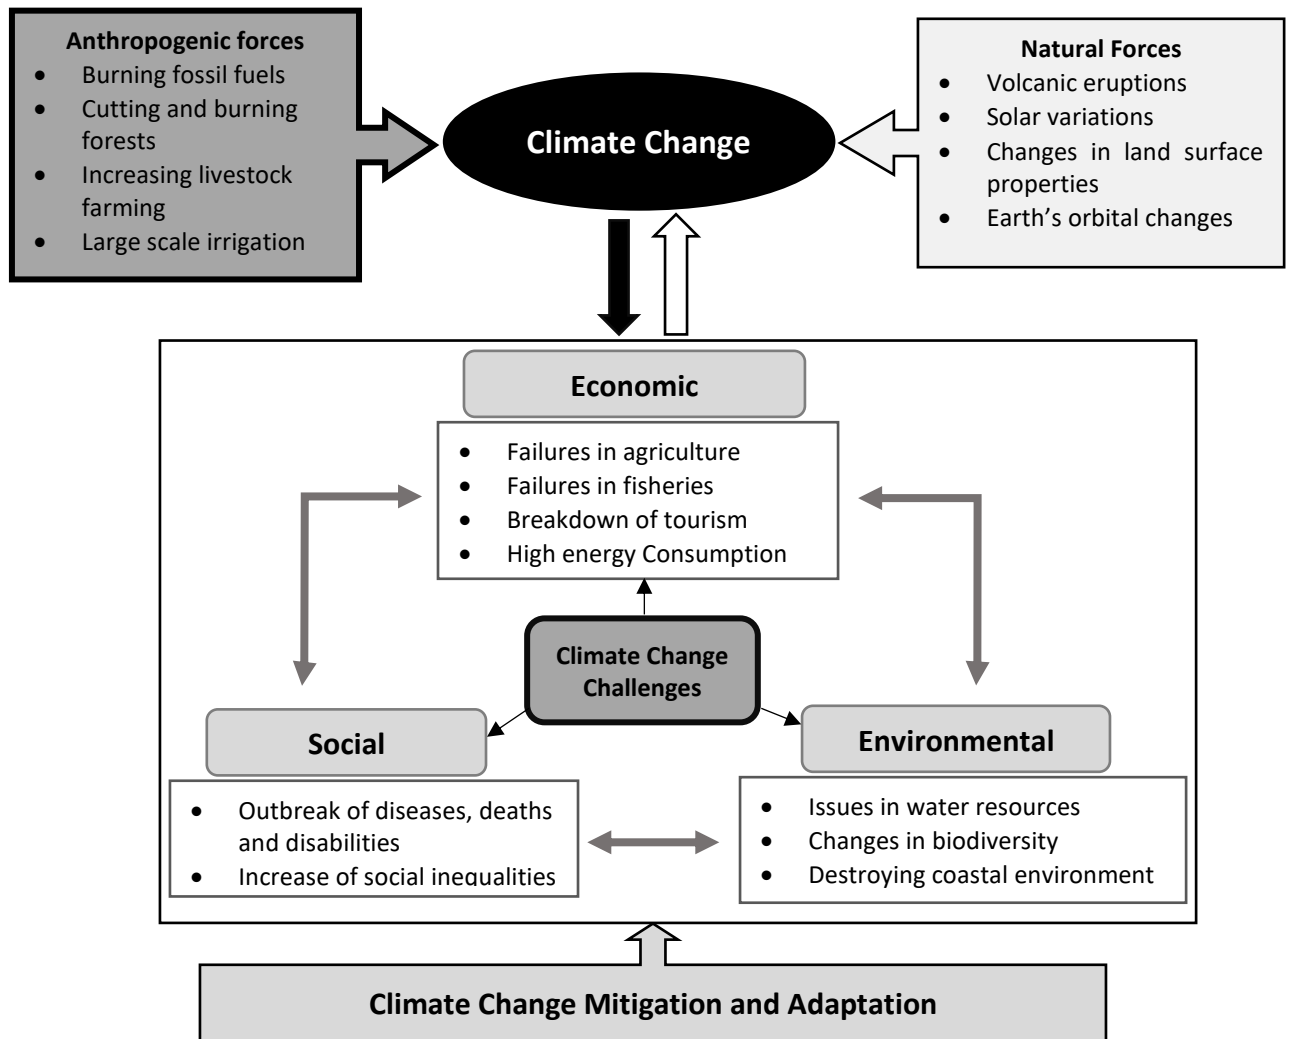 Anthropogenic forces
• Burning fossil fuels
• Cutting and burning
forests
• Increasing livestock
farming
• Large scale irrigation
Climate Change
Natural Forces
• Volcanic eruptions
• Solar variations
• Changes in land surface
properties
• Earth’s orbital changes
Economic
• Failures in agriculture
• Failures in fisheries
• Breakdown of tourism
• High energy Consumption
Climate Change
Challenges
Social
• Outbreak of diseases, deaths
and disabilities
• Increase of social inequalities
Environmental
• Issues in water resources
• Changes in biodiversity
• Destroying coastal environment
Climate Change Mitigation and Adaptation